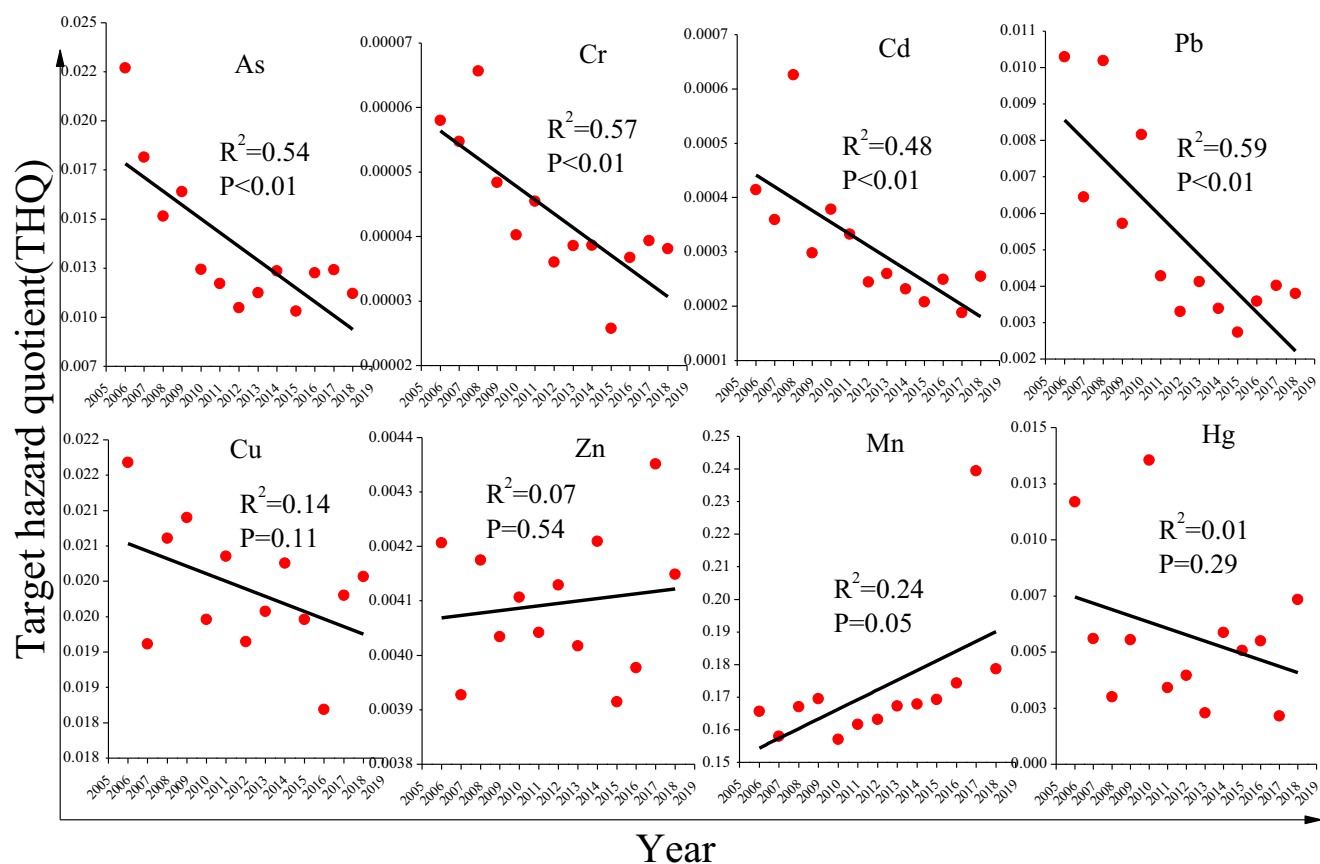 Target hazard quotient(THQ)
As
R²=0.54
P<0.01
0.025
0.022
0.020
0.017
0.015
0.013
0.010
0.007
2005 2006 2007 2008 2009 2010 2011 2012 2013 2014 2015 2016 2017 2018 2019
Cr
R²=0.57
P<0.01
0.00007
0.00006
0.00005
0.00004
0.00003
0.00002
2005 2006 2007 2008 2009 2010 2011 2012 2013 2014 2015 2016 2017 2018 2019
Cd
R²=0.48
P<0.01
0.0007
0.0006
0.0005
0.0004
0.0003
0.0002
0.0001
2005 2006 2007 2008 2009 2010 2011 2012 2013 2014 2015 2016 2017 2018 2019
Pb
R²=0.59
P<0.01
0.011
0.010
0.009
0.008
0.007
0.006
0.005
0.004
0.003
0.002
2005 2006 2007 2008 2009 2010 2011 2012 2013 2014 2015 2016 2017 2018 2019
Cu
R²=0.14
P=0.11
0.022
0.022
0.021
0.021
0.020
0.020
0.019
0.019
0.018
0.018
2005 2006 2007 2008 2009 2010 2011 2012 2013 2014 2015 2016 2017 2018 2019
Zn
R²=0.07
P=0.54
0.0044
0.0043
0.0042
0.0041
0.0040
0.0039
0.0038
2005 2006 2007 2008 2009 2010 2011 2012 2013 2014 2015 2016 2017 2018 2019
Mn
R²=0.24
P=0.05
0.25
0.24
0.23
0.22
0.21
0.20
0.19
0.18
0.17
0.16
0.15
2005 2006 2007 2008 2009 2010 2011 2012 2013 2014 2015 2016 2017 2018 2019
Hg
R²=0.01
P=0.29
0.015
0.013
0.010
0.007
0.005
0.003
0.000
2005 2006 2007 2008 2009 2010 2011 2012 2013 2014 2015 2016 2017 2018 2019
Year